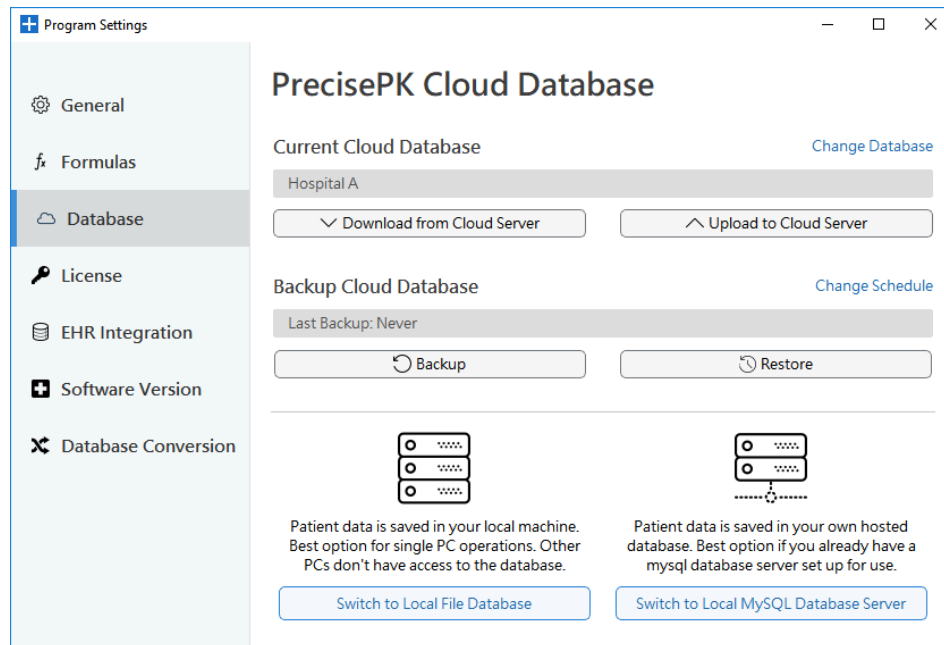 Program Settings
PrecisePK Cloud Database
General
Formulas
Database
License
EHR Integration
Software Version
Database Conversion
Current Cloud Database
Change Database
Hospital A
Download from Cloud Server
Upload to Cloud Server
Backup Cloud Database
Change Schedule
Last Backup: Never
Backup
Restore
Patient data is saved in your local machine.
Best option for single PC operations. Other
PCs don't have access to the database.
Switch to Local File Database
Patient data is saved in your own hosted
database. Best option if you already have a
mysql database server set up for use.
Switch to Local MySQL Database Server